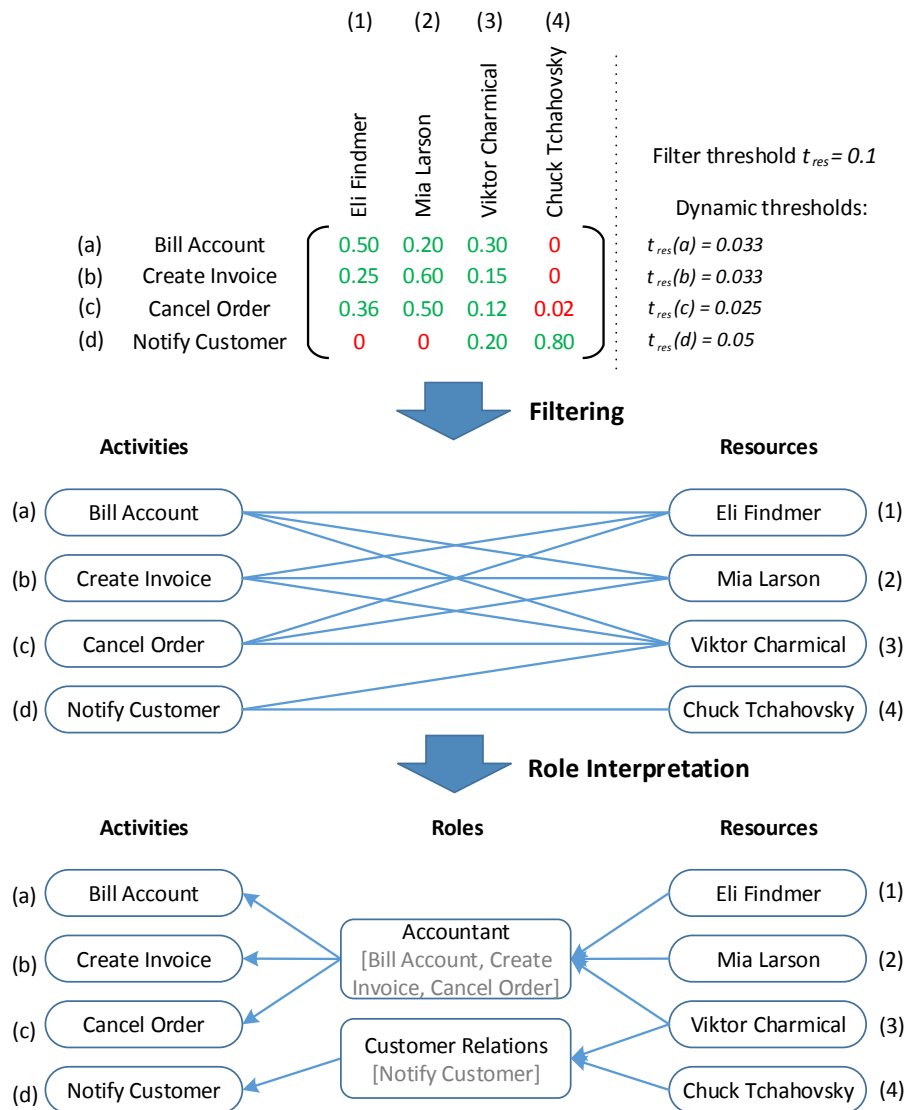 (1) (2) (3) (4)
Eli Findmer
Mia Larson
Viktor Charmical
Chuck Tchahovsky
Filter threshold t res = 0.1
Dynamic thresholds:
(a) Bill Account 0.50 0.20 0.30 0 t res(a) = 0.033
(b) Create Invoice 0.25 0.60 0.15 0 t res(b) = 0.033
(c) Cancel Order 0.36 0.50 0.12 0.02 t res(c) = 0.025
(d) Notify Customer 0 0 0.20 0.80 t res(d) = 0.05
Filtering
Activities Resources
(a) Bill Account Eli Findmer (1)
(b) Create Invoice Mia Larson (2)
(c) Cancel Order Viktor Charmical (3)
(d) Notify Customer Chuck Tchahovsky (4)
Role Interpretation
Activities Roles Resources
(a) Bill Account Eli Findmer (1)
Accountant
[Bill Account, Create
Invoice, Cancel Order]
(b) Create Invoice Mia Larson (2)
(c) Cancel Order Viktor Charmical (3)
Customer Relations
[Notify Customer]
(d) Notify Customer Chuck Tchahovsky (4)